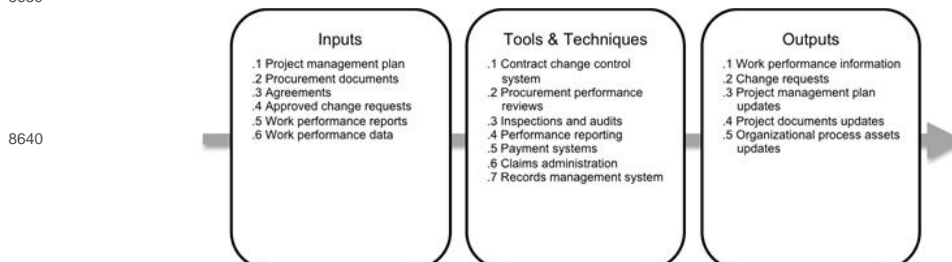 Inputs
.1 Project management plan
.2 Procurement documents
.3 Agreements
.4 Approved change requests
.5 Work performance reports
.6 Work performance data
Tools & Techniques
.1 Contract change control
system
.2 Procurement performance
reviews
.3 Inspections and audits
.4 Performance reporting
.5 Payment systems
.6 Claims administration
.7 Records management system
Outputs
.1 Work performance information
.2 Change requests
.3 Project management plan
updates
.4 Project documents updates
.5 Organizational process assets
updates
8640